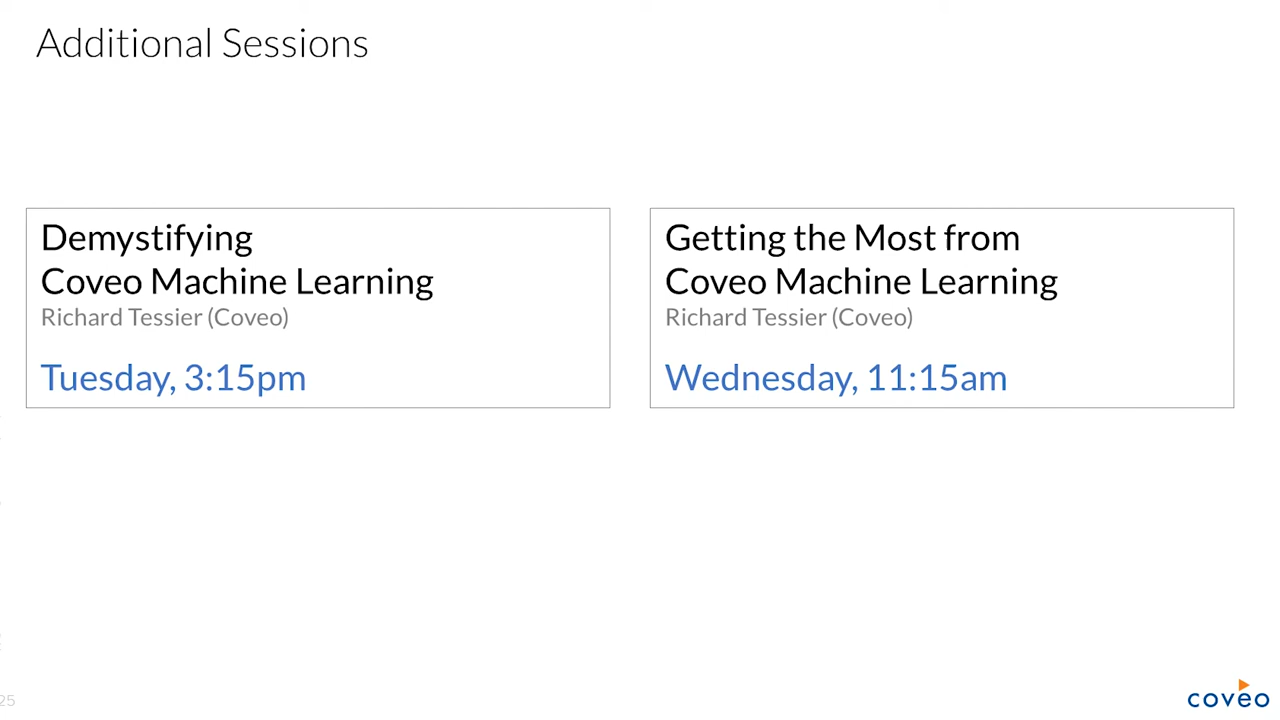 Additional Sessions
Demystifying
Coveo Machine Learning
Richard Tessier (Coveo)
Tuesday, 3:15pm
Getting the Most from
Coveo Machine Learning
Richard Tessier (Coveo)
Wednesday, 11:15am
25
coveo